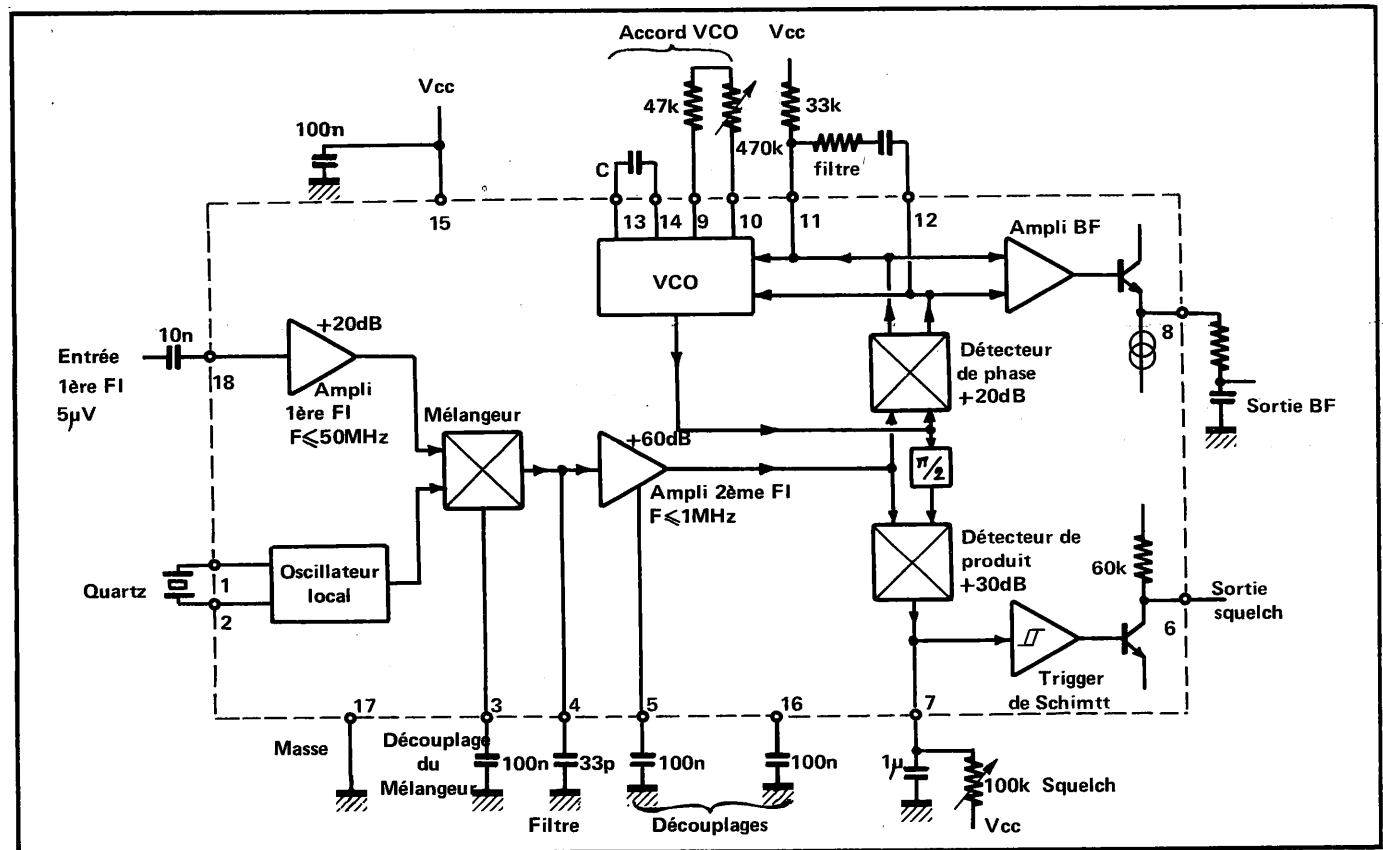 Accord VCO
Vcc
Vcc
47k
33k
100n
470k
filtre
C
15
13
14
9
10
11
12
Ampli BF
VCO
+20dB
10n
8
Entrée
1ère FI
5µV
18
Ampli
1ère FI
F⩽50MHz
Détecteur
de phase
+20dB
Sortie BF
Mélangeur
+60dB
π/2
Ampli 2ème FI
F⩽1MHz
Détecteur de
produit
+30dB
60k
Quartz
1
2
Oscillateur
local
Sortie
squelch
6
Trigger
de Schimtt
17
3
4
5
16
7
Masse
Découplage
du
Mélangeur
100n
33p
100n
100n
1µ
100k Squelch
Filtre
Découplages
Vcc